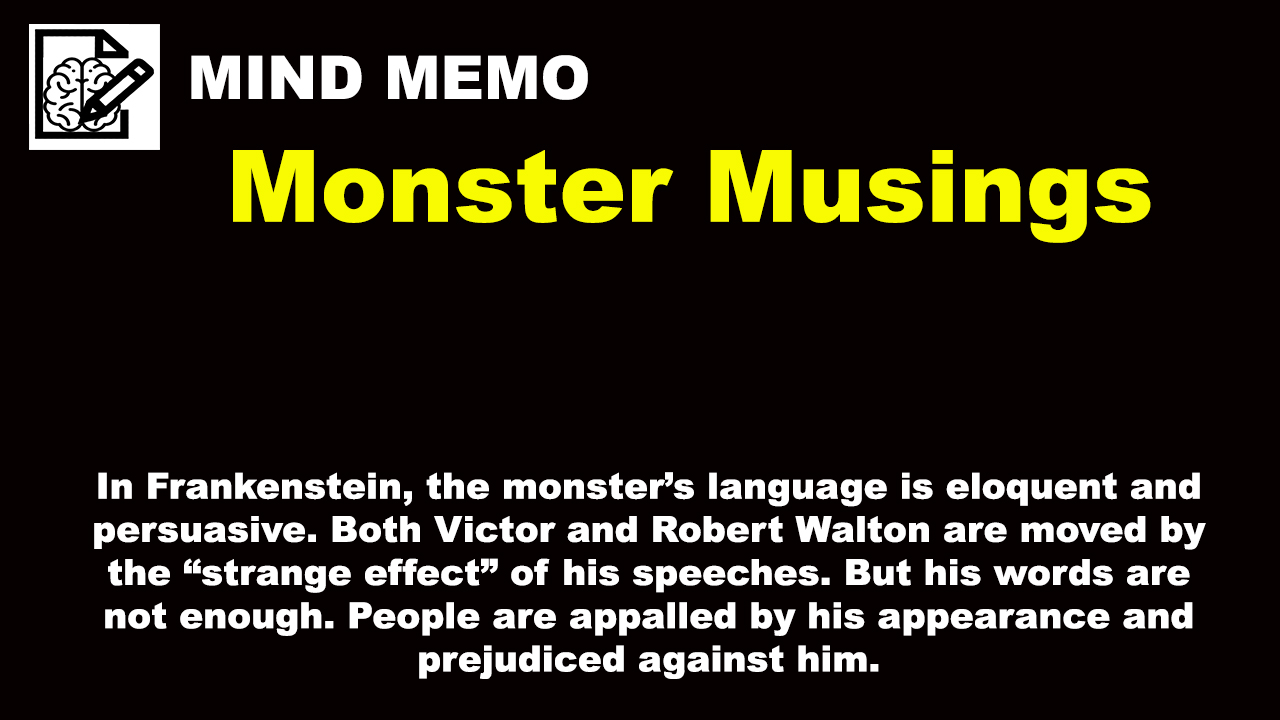 MIND MEMO
Monster Musings
In Frankenstein, the monster’s language is eloquent and
persuasive. Both Victor and Robert Walton are moved by
the “strange effect” of his speeches. But his words are
not enough. People are appalled by his appearance and
prejudiced against him.